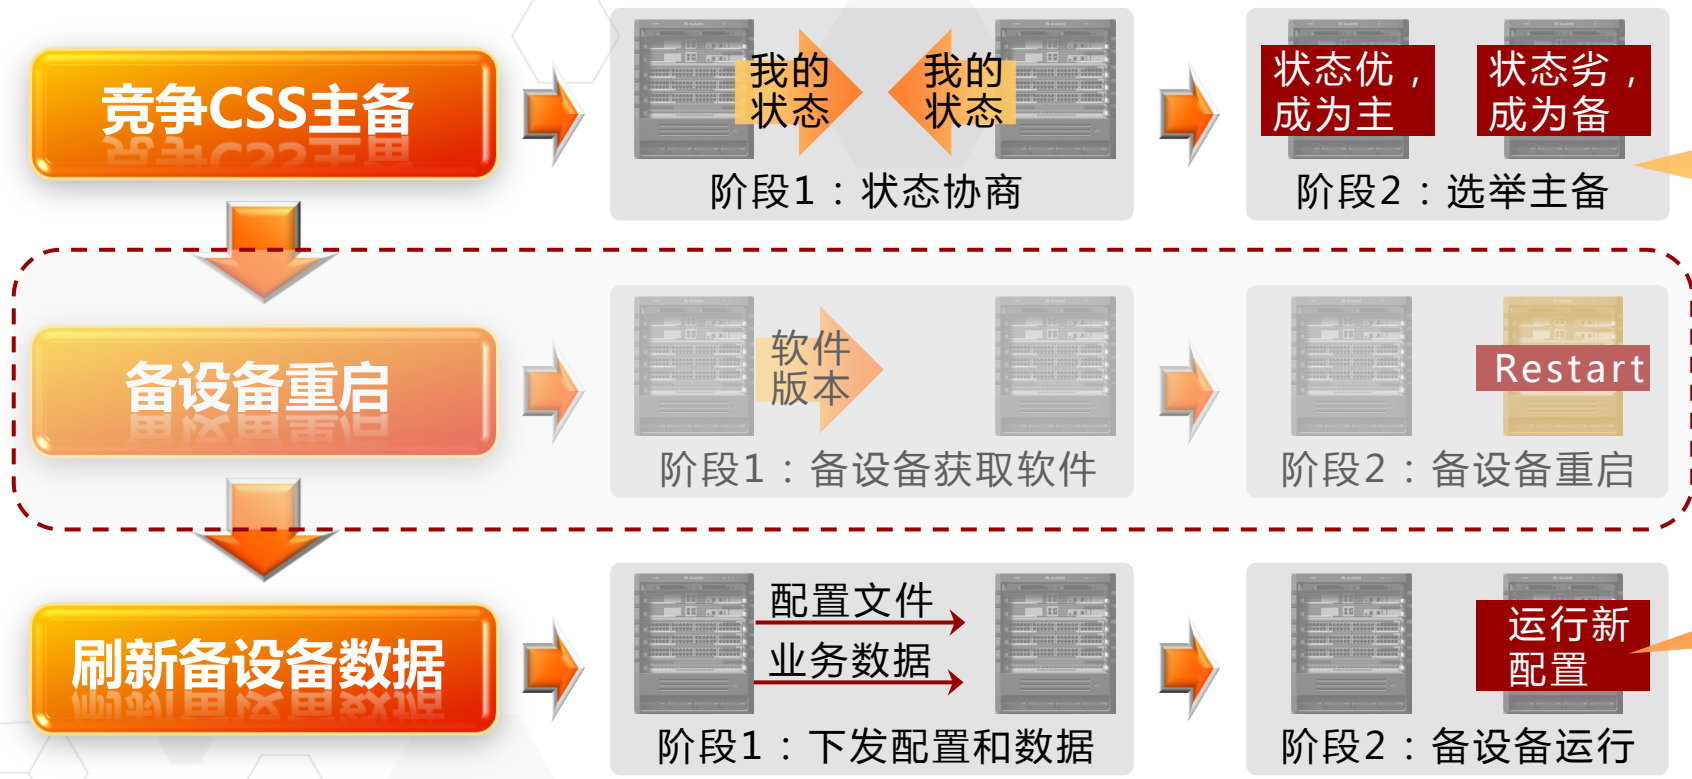 竞争CSS主备
我的
状态
我的
状态
阶段1：状态协商
状态优，
成为主
状态劣，
成为备
阶段2：选举主备
备设备重启
软件
版本
阶段1：备设备获取软件
Restart
阶段2：备设备重启
刷新备设备数据
配置文件
业务数据
阶段1：下发配置和数据
运行新
配置
阶段2：备设备运行